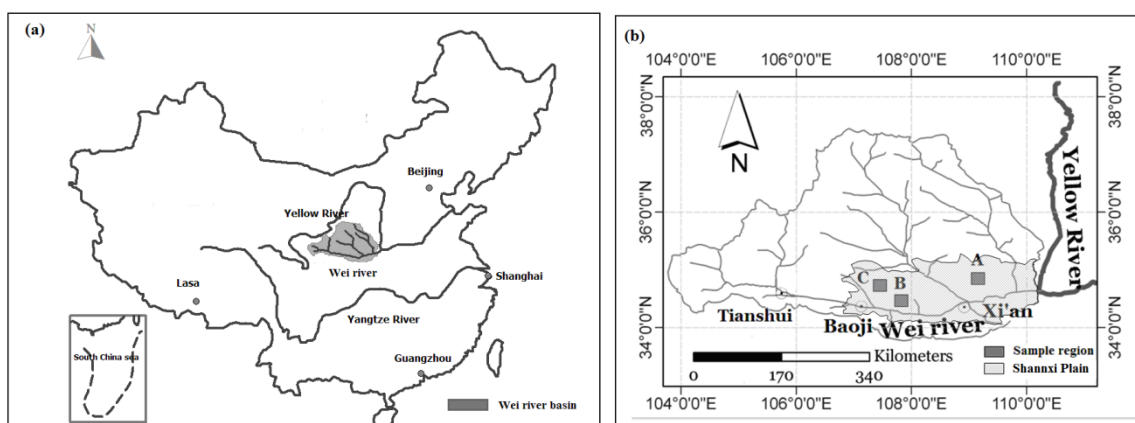 (a)
N
Beijing
Yellow River
Wei river
Shanghai
Lasa
Yangtze River
South China sea
Guangzhou
Wei river basin
(b)
104°0'0"E 106°0'0"E 108°0'0"E 110°0'0"E
38°0'0"N 38°0'0"N
N
Yellow River
36°0'0"N 36°0'0"N
A
C
B
Tianshui
Baoji
Xi'an
Wei river
34°0'0"N 34°0'0"N
Kilometers
0 170 340
Sample region
Shannxi Plain
104°0'0"E 106°0'0"E 108°0'0"E 110°0'0"E